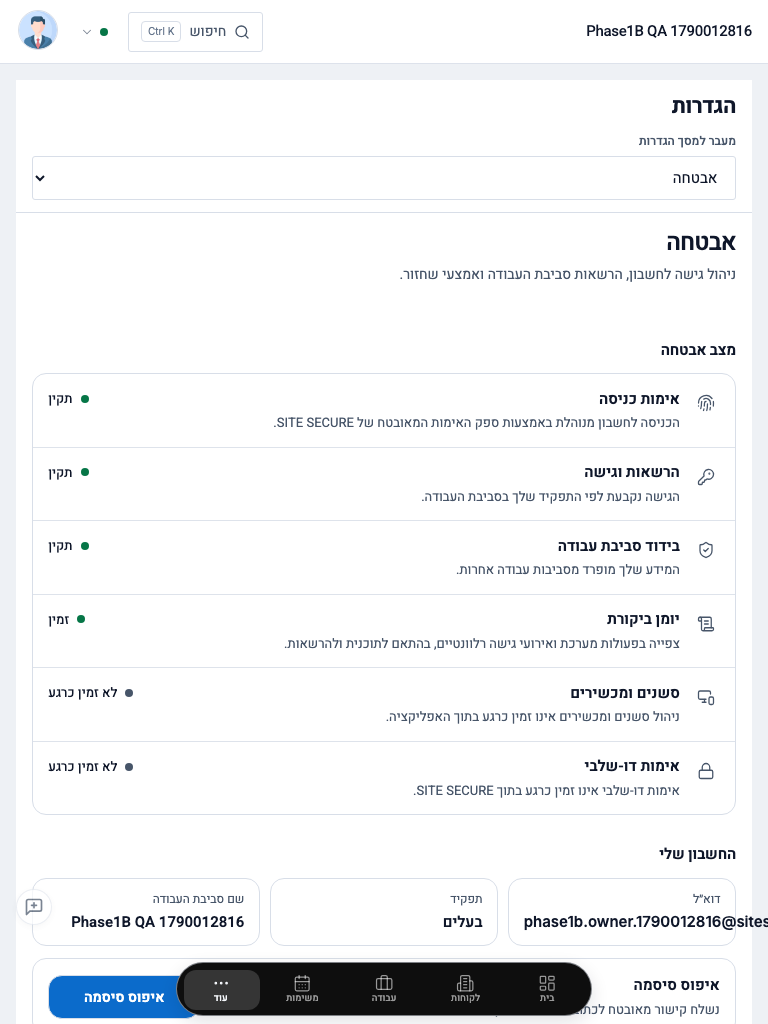 Phase1B QA 1790012816
חיפוש
Ctrl K
הגדרות
מעבר למסך הגדרות
אבטחה
אבטחה
ניהול גישה לחשבון, הרשאות סביבת העבודה ואמצעי שחזור.
מצב אבטחה
אימות כניסה
תקין
הכניסה לחשבון מנוהלת באמצעות ספק האימות המאובטח של SITE SECURE.
הרשאות וגישה
תקין
הגישה נקבעת לפי התפקיד שלך בסביבת העבודה.
בידוד סביבת עבודה
תקין
המידע שלך מופרד מסביבות עבודה אחרות.
יומן ביקורת
זמין
צפייה בפעולות מערכת ואירועי גישה רלוונטיים, בהתאם לתוכנית ולהרשאות.
סשנים ומכשירים
לא זמין כרגע
ניהול סשנים ומכשירים אינו זמין כרגע בתוך האפליקציה.
אימות דו-שלבי
לא זמין כרגע
אימות דו-שלבי אינו זמין כרגע בתוך SITE SECURE.
החשבון שלי
דוא״ל
phase1b.owner.1790012816@sites
תפקיד
בעלים
שם סביבת העבודה
Phase1B QA 1790012816
איפוס סיסמה
נשלח קישור מאובטח
איפוס סיסמה
בית
לקוחות
עבודה
משימות
עוד